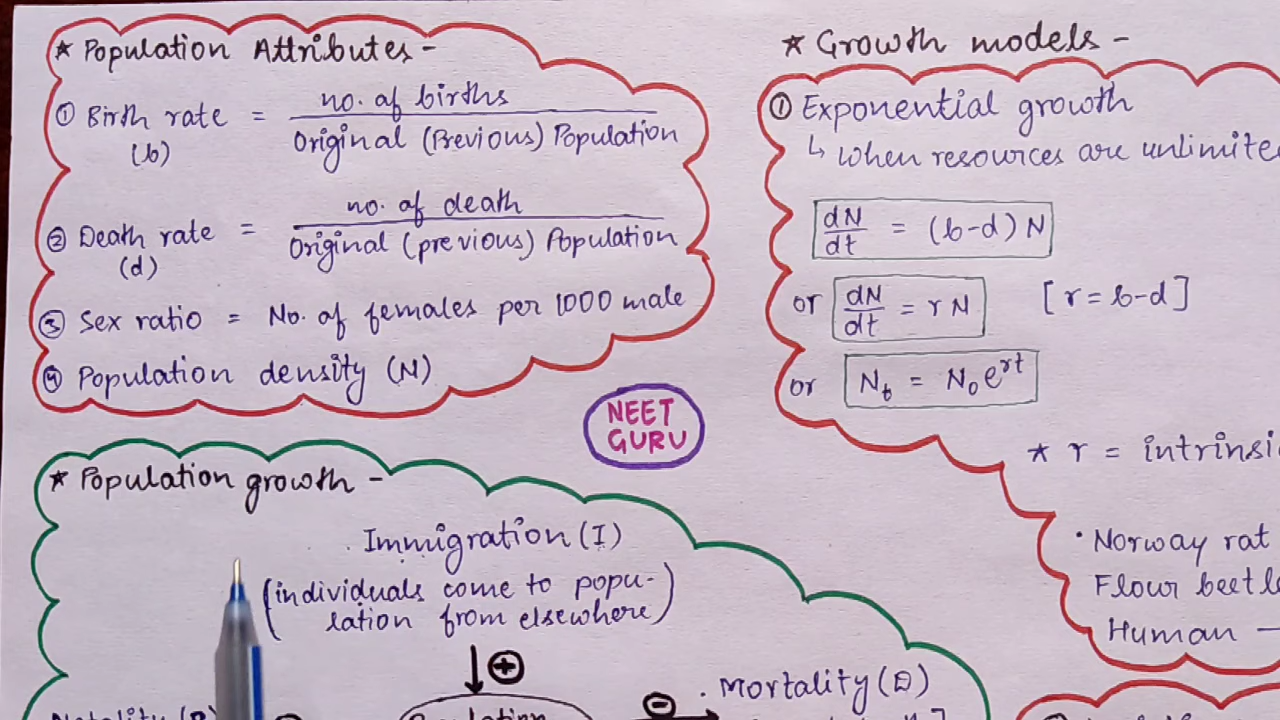 ★ Population Attributes -
① Birth rate = no. of births / Original (Previous) Population
(b)
② Death rate = no. of death / Original (previous) Population
(d)
③ Sex ratio = No. of females per 1000 male
④ Population density (N)
NEET
GURU
★ Population growth -
Immigration (I)
(individuals come to popu-
lation from elsewhere)
⊕
⊖
. Mortality (D)
★ Growth models -
① Exponential growth
↳ when resources are unlimite
dN/dt = (b-d) N
or dN/dt = rN [r = b-d]
or Nt = N₀e^rt
★ r = intrinsi
• Norway rat
Flour beetl
Human —